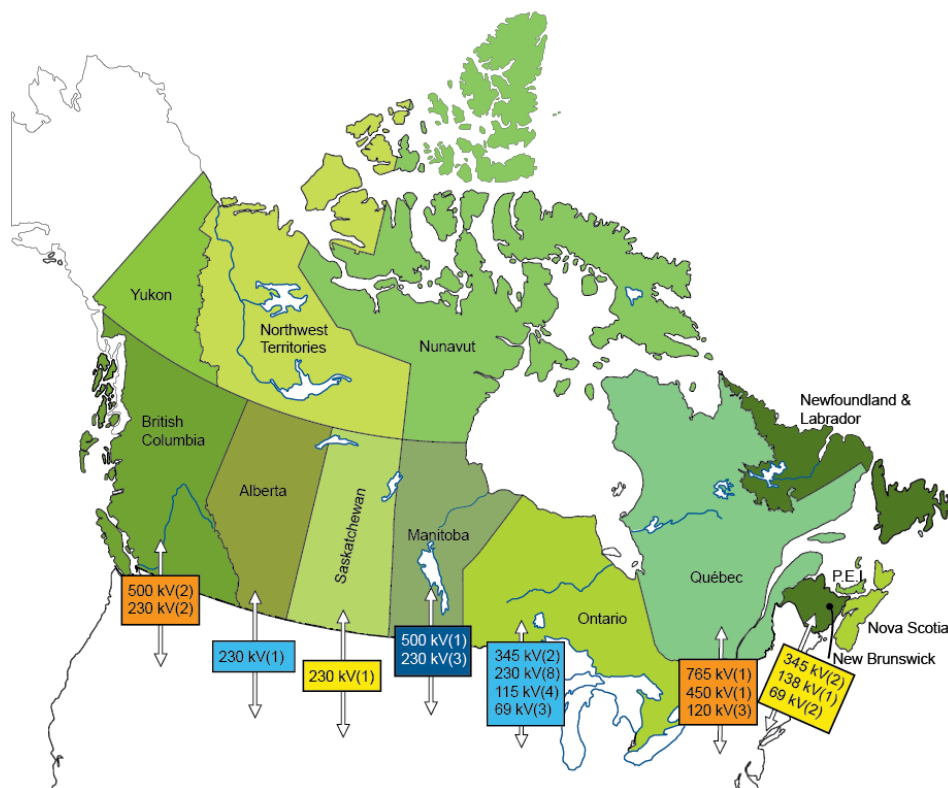 Yukon
Northwest
Territories
Nunavut
British
Columbia
Alberta
Saskatchewan
Manitoba
Ontario
Québec
Newfoundland &
Labrador
P.E.I.
Nova Scotia
New Brunswick
500 kV(2)
230 kV(2)
230 kV(1)
230 kV(1)
500 kV(1)
230 kV(3)
345 kV(2)
230 kV(8)
115 kV(4)
69 kV(3)
765 kV(1)
450 kV(1)
120 kV(3)
345 kV(2)
138 kV(1)
69 kV(2)